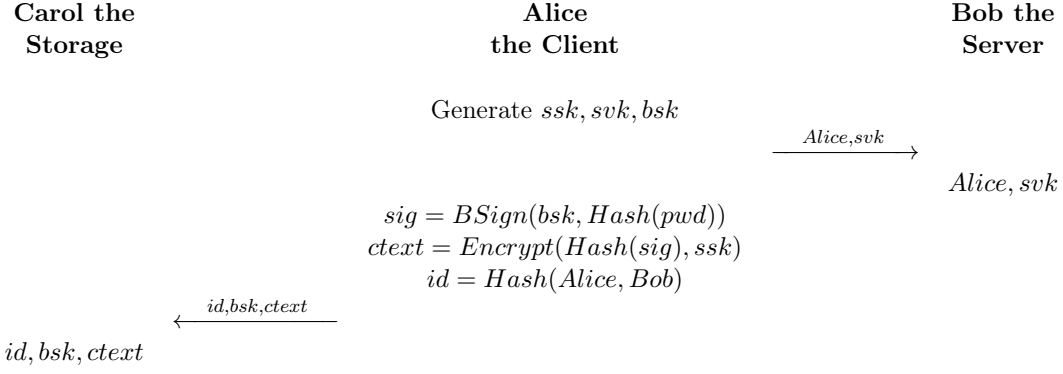 Carol the Storage
Alice the Client
Bob the Server
Generate ssk, svk, bsk
Alice,svk
Alice, svk
sig = BSign(bsk, Hash(pwd))
ctext = Encrypt(Hash(sig), ssk)
id = Hash(Alice, Bob)
id,bsk,ctext
id, bsk, ctext